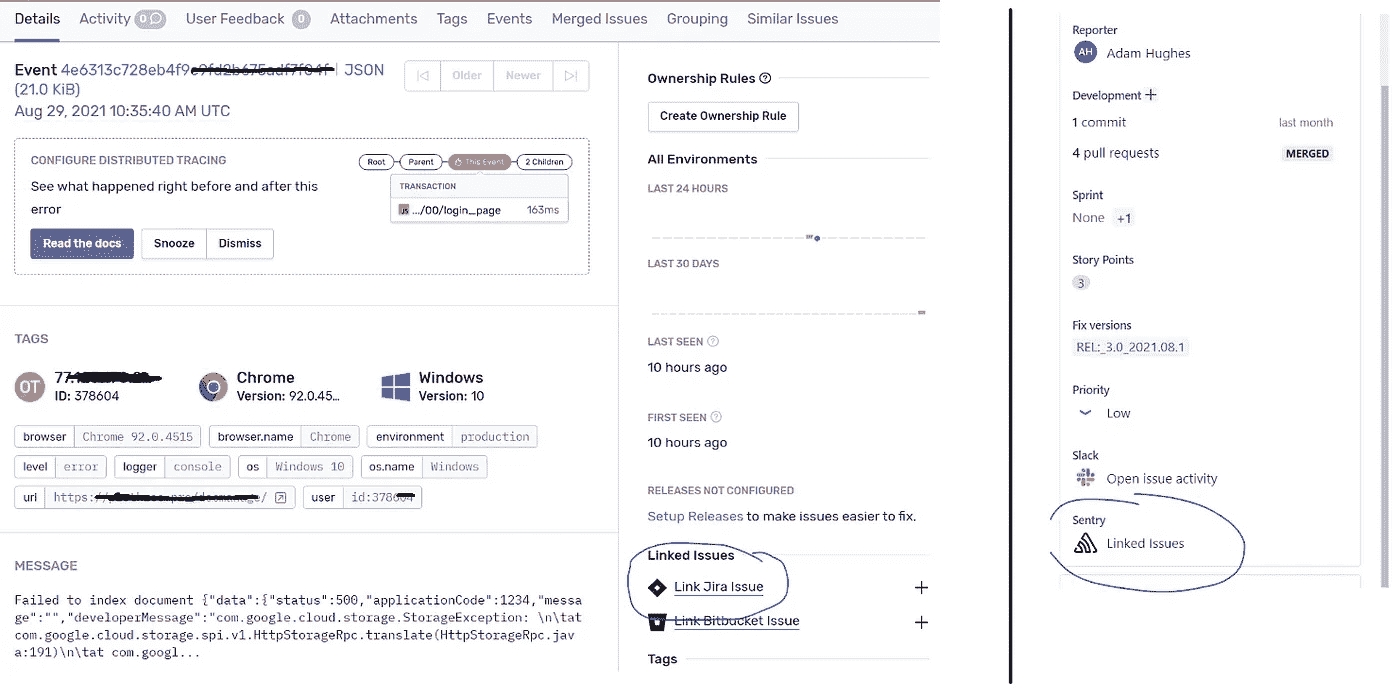 Details Activity 0 User Feedback 0 Attachments Tags Events Merged Issues Grouping Similar Issues
Event 4e6313c728eb4f9 | JSON
(21.0 KiB)
Aug 29, 2021 10:35:40 AM UTC
Older Newer
CONFIGURE DISTRIBUTED TRACING
See what happened right before and after this
error
Read the docs Snooze Dismiss
Root Parent This Event 2 Children
TRANSACTION
JS .../00/login_page 163ms
TAGS
OT
ID: 378604
Chrome
Version: 92.0.45...
Windows
Version: 10
browser Chrome 92.0.4515 browser.name Chrome environment production
level error logger console os Windows 10 os.name Windows
url https:/ user id:378604
MESSAGE
Failed to index document {"data":{"status":500,"applicationCode":1234,"messa
ge":"","developerMessage":"com.google.cloud.storage.StorageException: \n\tat
com.google.cloud.storage.spi.v1.HttpStorageRpc.translate(HttpStorageRpc.jav
a:191)\n\tat com.googl...
Ownership Rules ?
Create Ownership Rule
All Environments
LAST 24 HOURS
LAST 30 DAYS
LAST SEEN ?
10 hours ago
FIRST SEEN ?
10 hours ago
RELEASES NOT CONFIGURED
Setup Releases to make issues easier to fix.
Linked Issues
Link Jira Issue +
Link Bitbucket Issue +
Tags
Reporter
AH Adam Hughes
Development +
1 commit last month
4 pull requests MERGED
Sprint
None +1
Story Points
3
Fix versions
REL:_3.0_2021.08.1
Priority
Low
Slack
Open issue activity
Sentry
Linked Issues